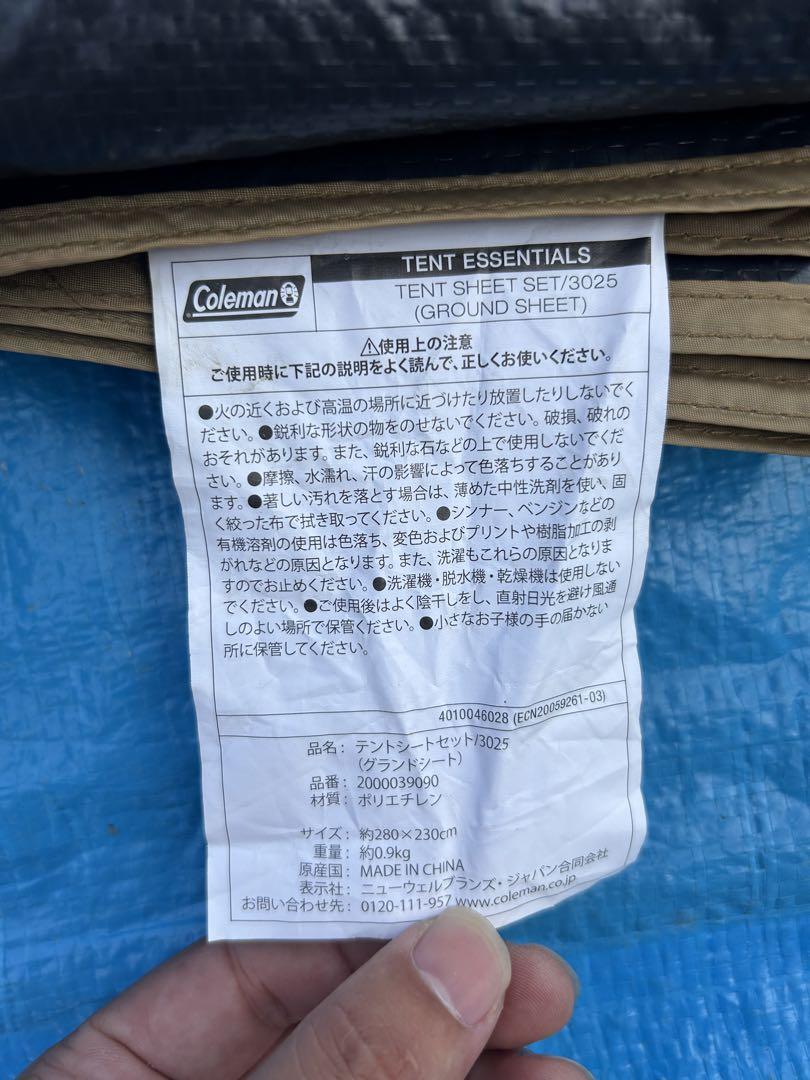 Coleman
TENT ESSENTIALS
TENT SHEET SET/3025
(GROUND SHEET)
⚠使用上の注意
ご使用時に下記の説明をよく読んで、正しくお使いください。
●火の近くおよび高温の場所に近づけたり放置したりしないでく
ださい。●鋭利な形状の物をのせないでください。破損、破れの
おそれがあります。また、鋭利な石などの上で使用しないでくだ
さい。●摩擦、水濡れ、汗の影響によって色落ちすることがあり
ます。●著しい汚れを落とす場合は、薄めた中性洗剤を使い、固
く絞った布で拭き取ってください。●シンナー、ベンジンなどの
有機溶剤の使用は色落ち、変色およびプリントや樹脂加工の剥
がれなどの原因となります。また、洗濯もこれらの原因となりま
すのでお止めください。●洗濯機・脱水機・乾燥機は使用しない
でください。●ご使用後はよく陰干しをし、直射日光を避け風通
しのよい場所で保管ください。●小さなお子様の手の届かない
所に保管してください。
4010046028 (ECN20059261-03)
品名：テントシートセット/3025
（グランドシート）
品番：2000039090
材質：ポリエチレン
サイズ：約280×230cm
重量：約0.9kg
原産国：MADE IN CHINA
表示社：ニューウェルブランズ・ジャパン合同会社
お問い合わせ先：0120-111-957 www.coleman.co.jp